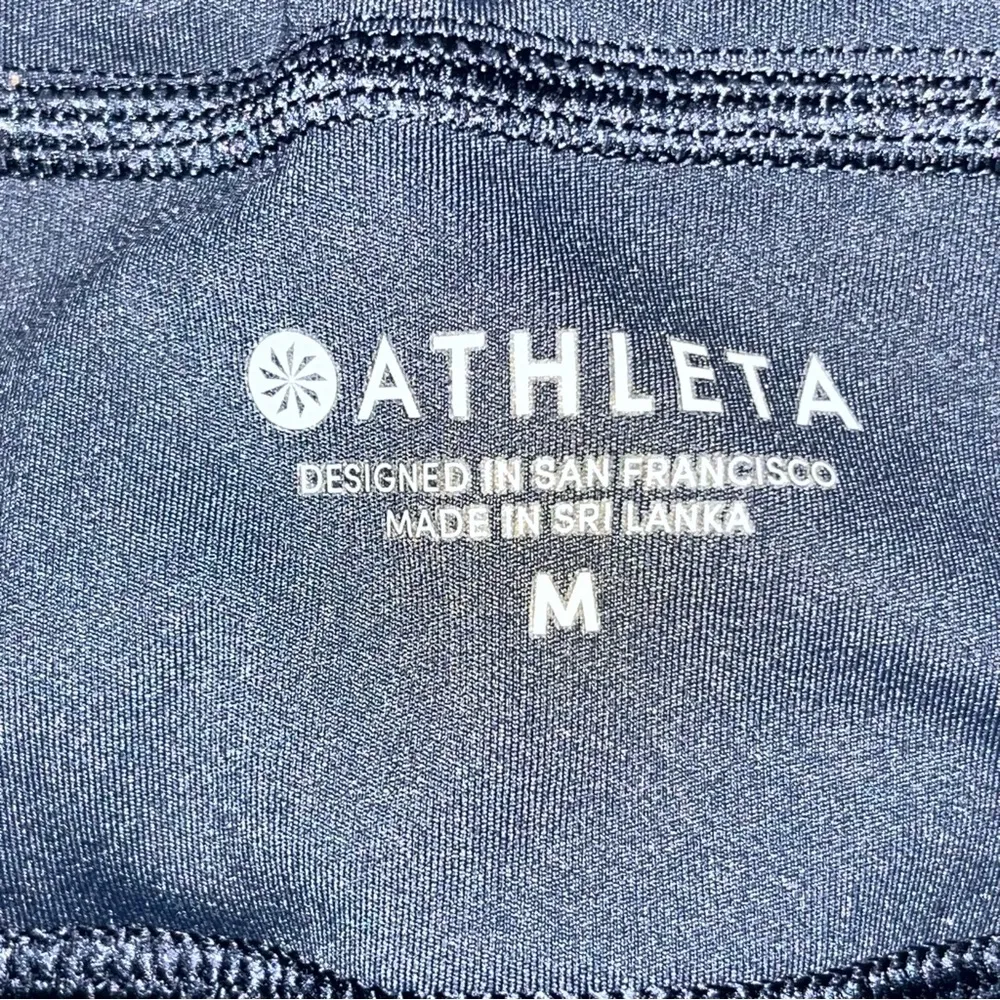 ATHLETA
DESIGNED IN SAN FRANCISCO
MADE IN SRI LANKA
M